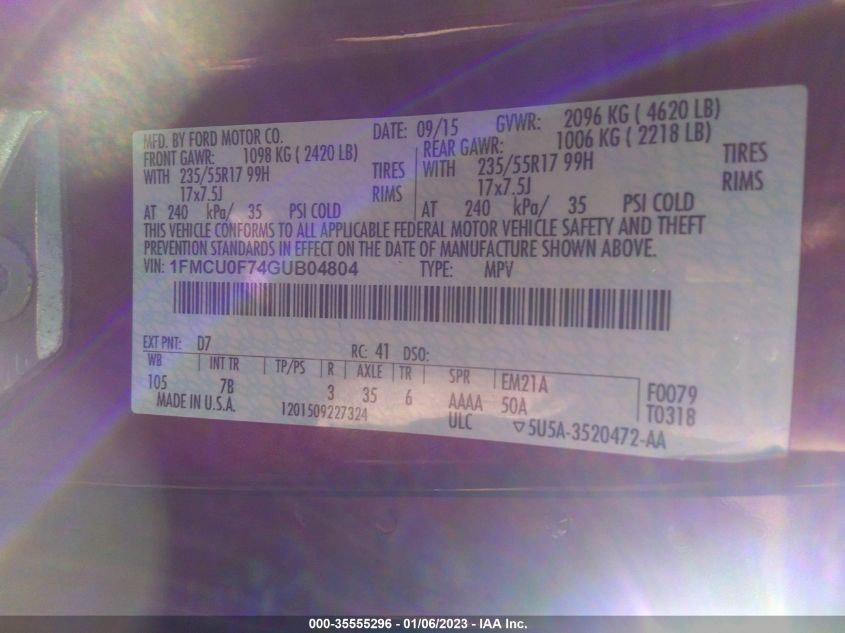 MFD. BY FORD MOTOR CO. DATE: 09/15 GVWR: 2096 KG ( 4620 LB)
FRONT GAWR: 1098 KG ( 2420 LB) REAR GAWR: 1006 KG ( 2218 LB)
WITH 235/55R17 99H TIRES WITH 235/55R17 99H TIRES
17x7.5J RIMS 17x7.5J RIMS
AT 240 kPa/ 35 PSI COLD AT 240 kPa/ 35 PSI COLD
THIS VEHICLE CONFORMS TO ALL APPLICABLE FEDERAL MOTOR VEHICLE SAFETY AND THEFT
PREVENTION STANDARDS IN EFFECT ON THE DATE OF MANUFACTURE SHOWN ABOVE.
VIN: 1FMCU0F74GUB04804 TYPE: MPV
EXT PNT: D7 RC: 41 DSO:
WB INT TR TP/PS R AXLE TR SPR EM21A F0079
105 7B 3 35 6 AAAA 50A T0318
MADE IN U.S.A. 1201509227324 ULC ▽5U5A-3520472-AA
000-35555296 - 01/06/2023 - IAA Inc.